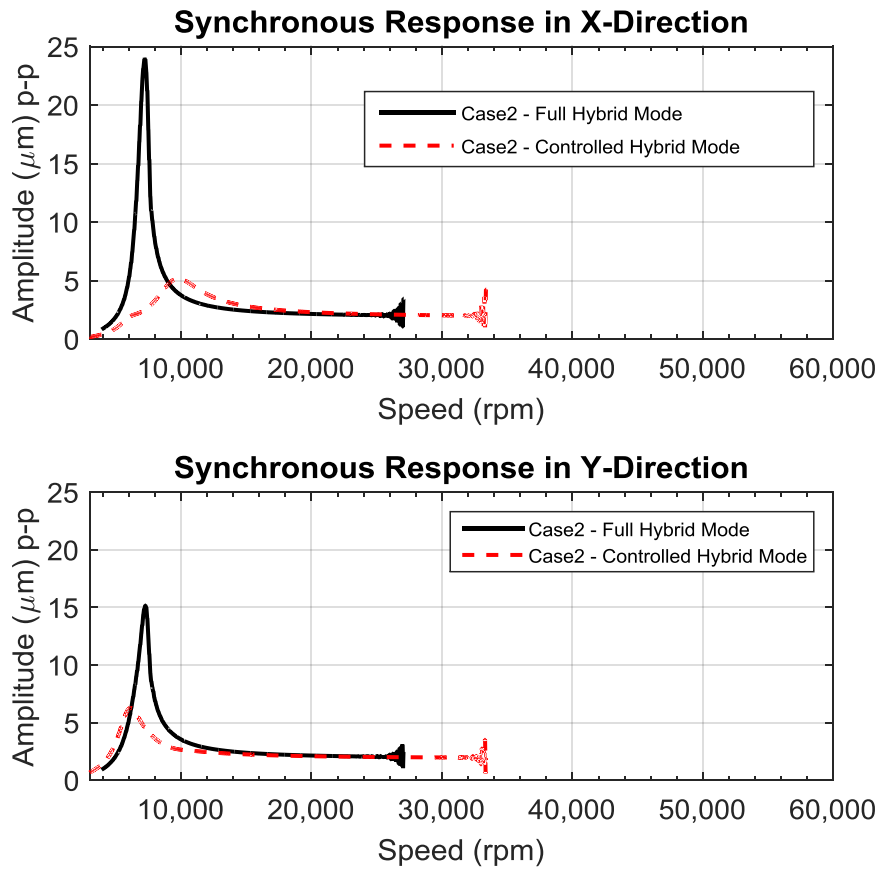 Synchronous Response in X-Direction
25
20
15
10
5
0
Amplitude (μm) p-p
Case2 - Full Hybrid Mode
Case2 - Controlled Hybrid Mode
10,000 20,000 30,000 40,000 50,000 60,000
Speed (rpm)
Synchronous Response in Y-Direction
25
20
15
10
5
0
Amplitude (μm) p-p
Case2 - Full Hybrid Mode
Case2 - Controlled Hybrid Mode
10,000 20,000 30,000 40,000 50,000 60,000
Speed (rpm)